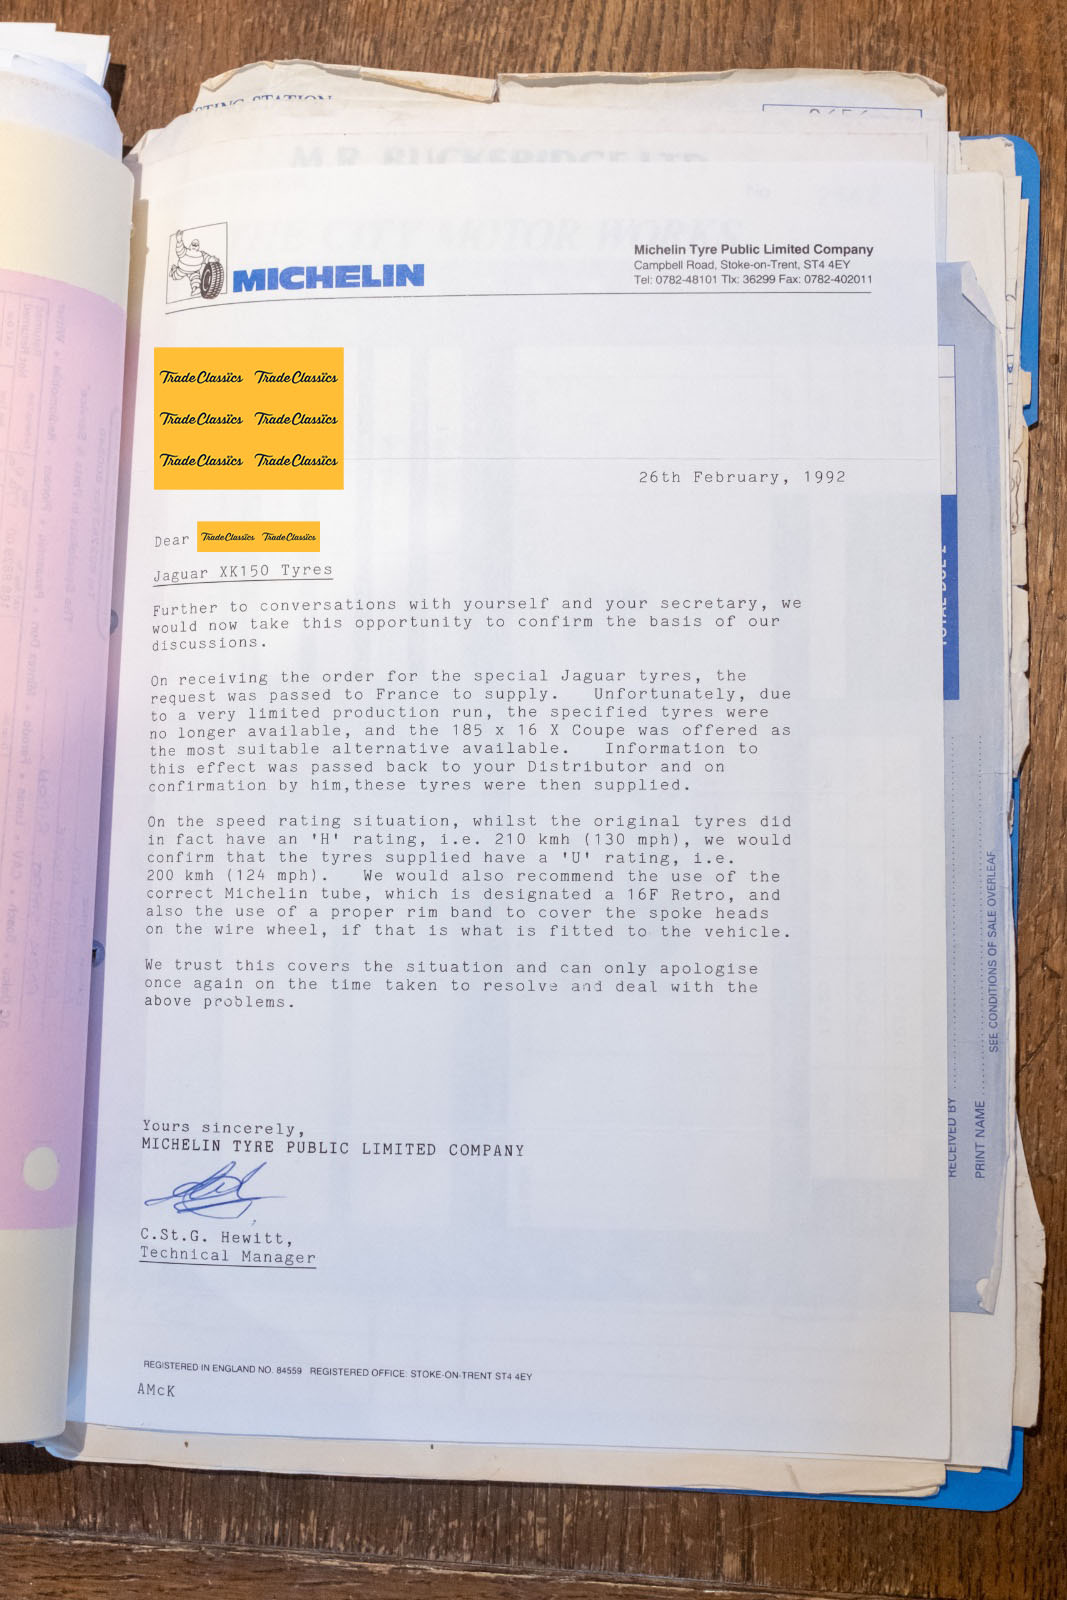 STING STATION
M.R. BUCKERIDGE LTD
MOTOR WORKS
MICHELIN
Michelin Tyre Public Limited Company
Campbell Road, Stoke-on-Trent, ST4 4EY
Tel: 0782-48101 Tlx: 36299 Fax: 0782-402011
TradeClassics TradeClassics
TradeClassics TradeClassics
TradeClassics TradeClassics
26th February, 1992
Dear TradeClassics TradeClassics
Jaguar XK150 Tyres
Further to conversations with yourself and your secretary, we
would now take this opportunity to confirm the basis of our
discussions.
On receiving the order for the special Jaguar tyres, the
request was passed to France to supply. Unfortunately, due
to a very limited production run, the specified tyres were
no longer available, and the 185 x 16 X Coupe was offered as
the most suitable alternative available. Information to
this effect was passed back to your Distributor and on
confirmation by him,these tyres were then supplied.
On the speed rating situation, whilst the original tyres did
in fact have an 'H' rating, i.e. 210 kmh (130 mph), we would
confirm that the tyres supplied have a 'U' rating, i.e.
200 kmh (124 mph). We would also recommend the use of the
correct Michelin tube, which is designated a 16F Retro, and
also the use of a proper rim band to cover the spoke heads
on the wire wheel, if that is what is fitted to the vehicle.
We trust this covers the situation and can only apologise
once again on the time taken to resolve and deal with the
above problems.
Yours sincerely,
MICHELIN TYRE PUBLIC LIMITED COMPANY
C.St.G. Hewitt,
Technical Manager
REGISTERED IN ENGLAND NO. 84559 REGISTERED OFFICE: STOKE-ON-TRENT ST4 4EY
AMcK
TOTAL DUE £
SEE CONDITIONS OF SALE OVERLEAF
RECEIVED BY
PRINT NAME